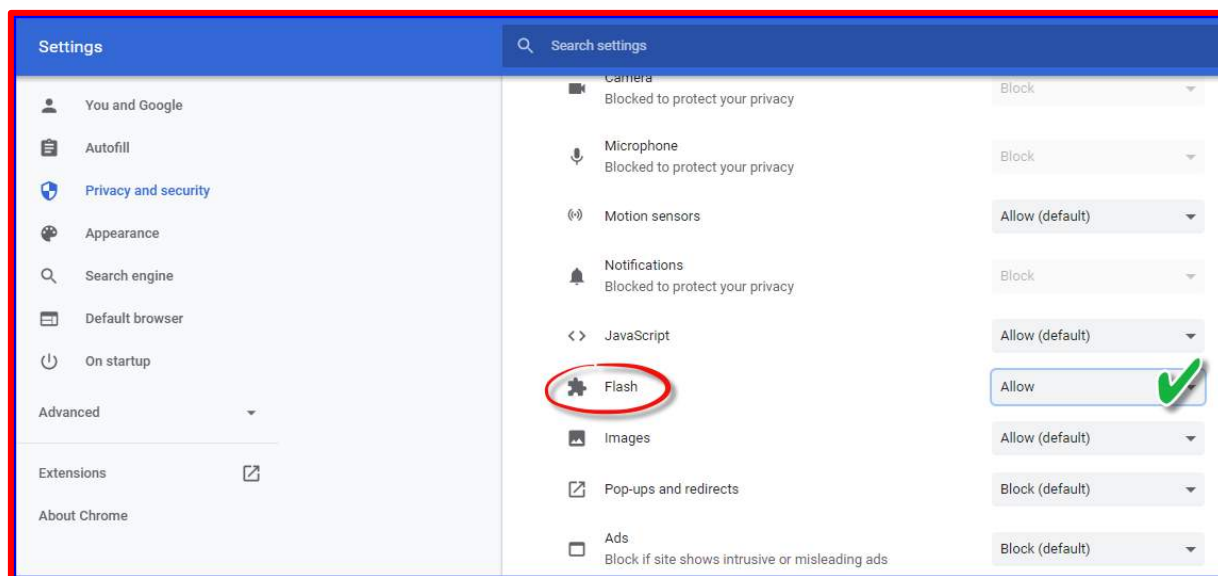 Settings
Search settings
You and Google
Autofill
Privacy and security
Appearance
Search engine
Default browser
On startup
Advanced
Extensions
About Chrome
Camera
Blocked to protect your privacy
Block
Microphone
Blocked to protect your privacy
Block
Motion sensors
Allow (default)
Notifications
Blocked to protect your privacy
Block
JavaScript
Allow (default)
Flash
Allow
Images
Allow (default)
Pop-ups and redirects
Block (default)
Ads
Block if site shows intrusive or misleading ads
Block (default)